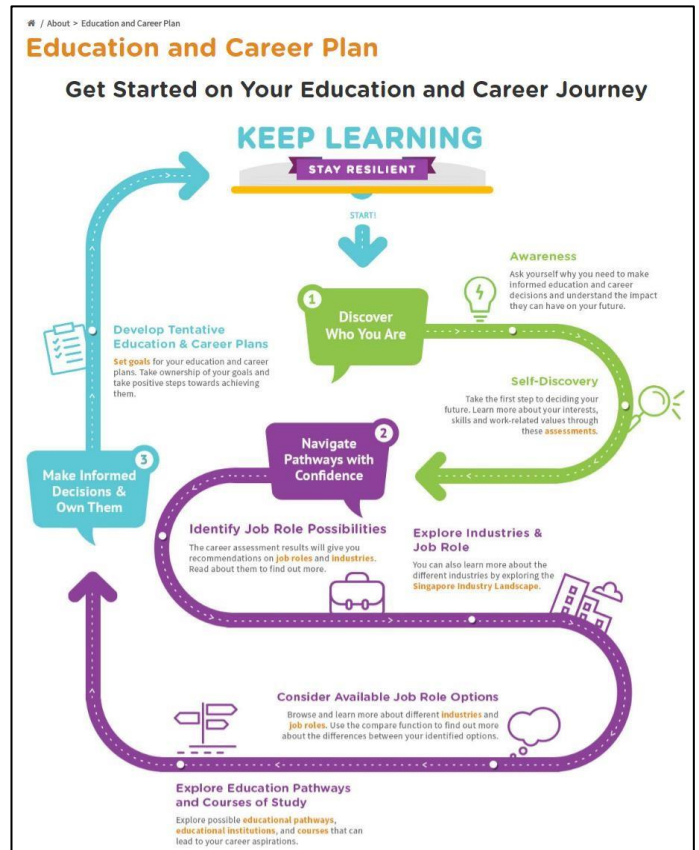 / About > Education and Career Plan
Education and Career Plan
Get Started on Your Education and Career Journey
KEEP LEARNING
STAY RESILIENT
START!
1
Discover
Who You Are
Awareness
Ask yourself why you need to make
informed education and career
decisions and understand the impact
they can have on your future.
Self-Discovery
Take the first step to deciding your
future. Learn more about your interests,
skills and work-related values through
these assessments.
2
Navigate
Pathways with
Confidence
Identify Job Role Possibilities
The career assessment results will give you
recommendations on job roles and industries.
Read about them to find out more.
Explore Industries &
Job Role
You can also learn more about the
different industries by exploring the
Singapore Industry Landscape.
Consider Available Job Role Options
Browse and learn more about different industries and
job roles. Use the compare function to find out more
about the differences between your identified options.
Explore Education Pathways
and Courses of Study
Explore possible educational pathways,
educational institutions, and courses that can
lead to your career aspirations.
3
Make Informed
Decisions &
Own Them
Develop Tentative
Education & Career Plans
Set goals for your education and career
plans. Take ownership of your goals and
take positive steps towards achieving
them.